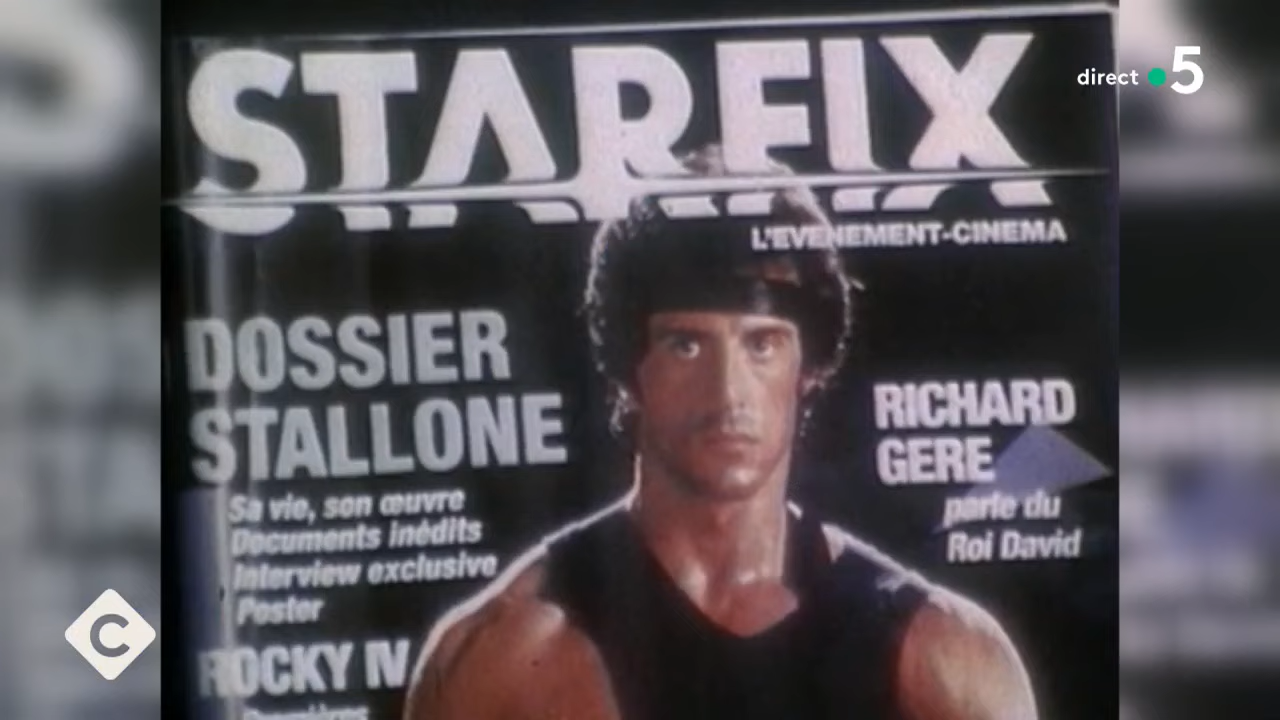 STARFIX
L'EVENEMENT-CINEMA
direct 5
DOSSIER
STALLONE
Sa vie, son œuvre
Documents inédits
Interview exclusive
Poster
ROCKY IV
Premières
RICHARD
GERE
parle du
Roi David
C